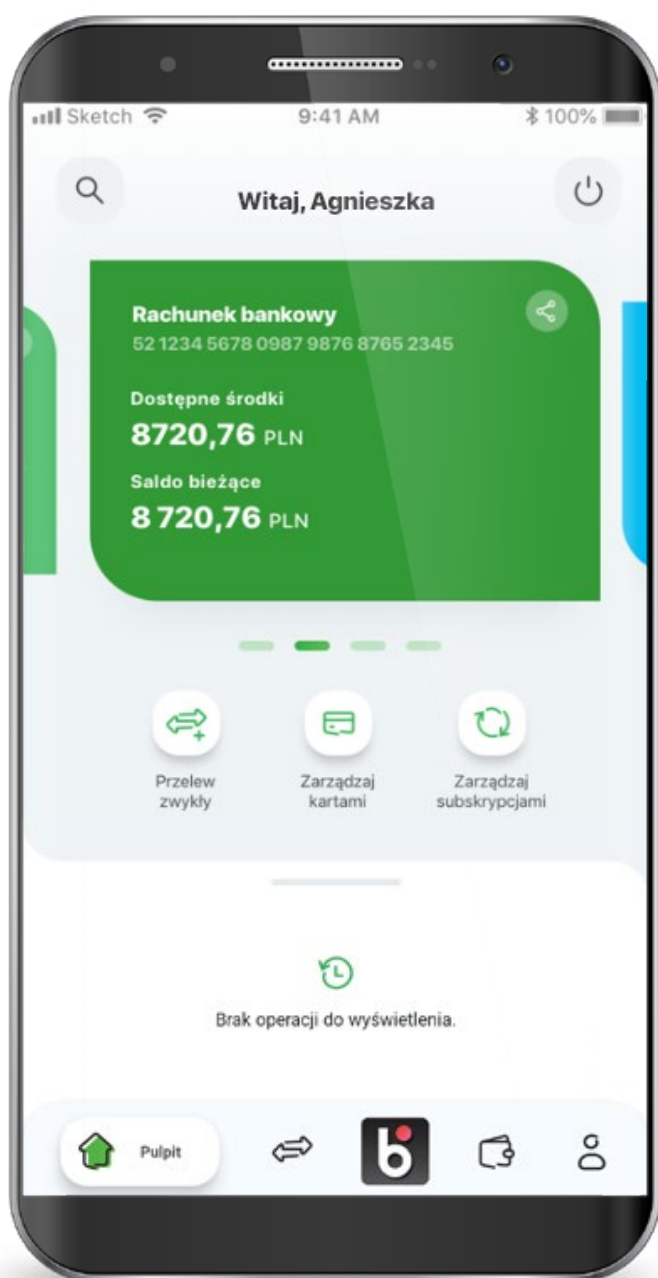 Sketch
9:41 AM
100%
Witaj, Agnieszka
Rachunek bankowy
52 1234 5678 0987 9876 8765 2345
Dostępne środki
8720,76 PLN
Saldo bieżące
8 720,76 PLN
Przelew
zwykły
Zarządzaj
kartami
Zarządzaj
subskrypcjami
Brak operacji do wyświetlenia.
Pulpit
b